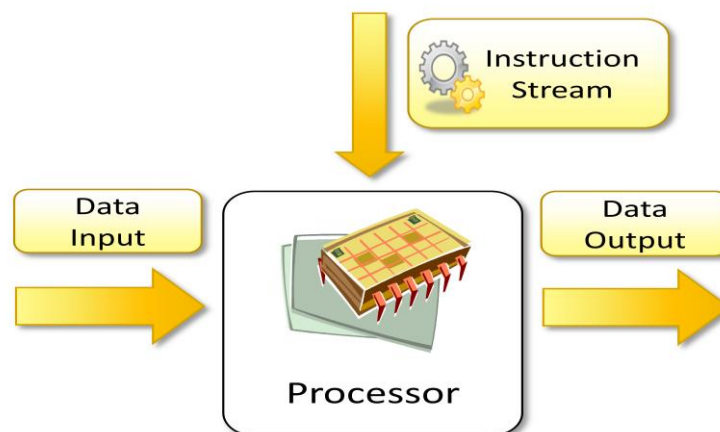 Instruction
Stream
Data
Input
Data
Output
Processor